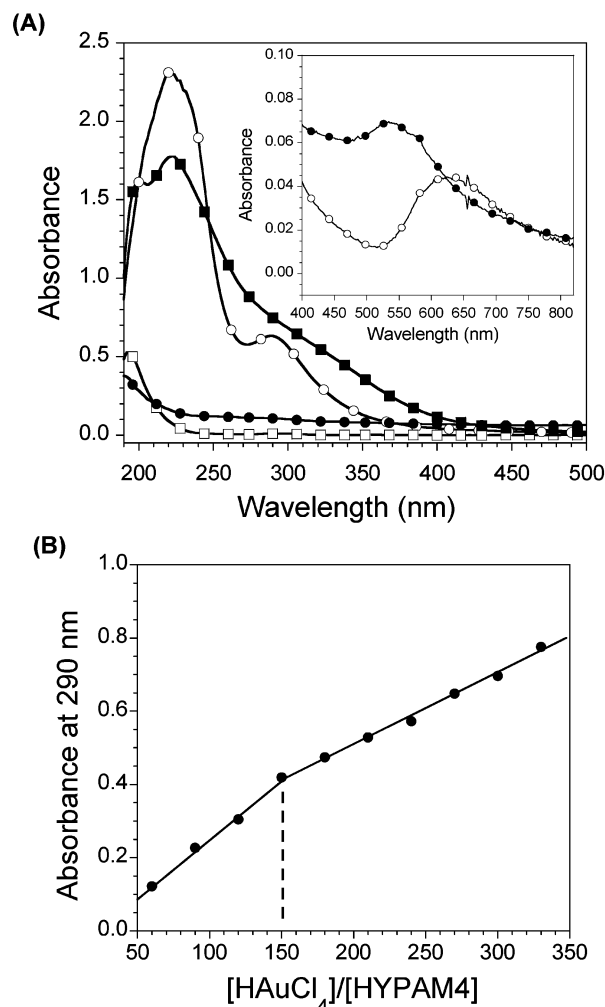 (A)
2.5
2.0
1.5
1.0
0.5
0.0
Absorbance
200 250 300 350 400 450 500
Wavelength (nm)
0.10
0.08
0.06
0.04
0.02
0.00
Absorbance
400 450 500 550 600 650 700 750 800
Wavelength (nm)
(B)
1.0
0.8
0.6
0.4
0.2
0.0
Absorbance at 290 nm
50 100 150 200 250 300 350
[HAuCl4]/[HYPAM4]